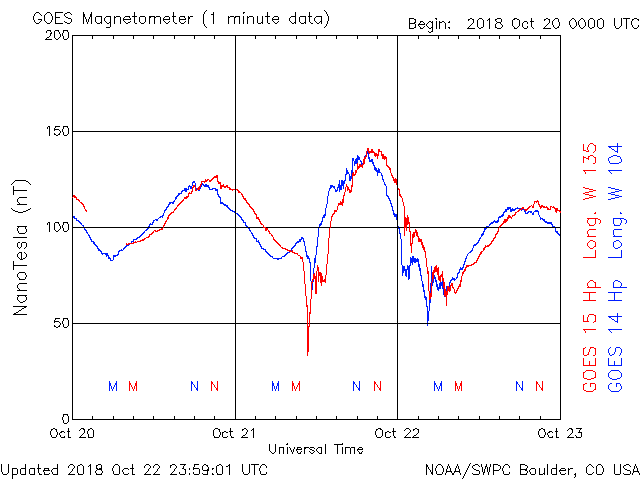 GOES Magnetometer (1 minute data)
Begin: 2018 Oct 20 0000 UTC
200
150
100
50
0
NanoTesla (nT)
M M N N M M N N M M N N
Oct 20 Oct 21 Oct 22 Oct 23
Universal Time
GOES 15 Hp Long. W 135
GOES 14 Hp Long. W 104
Updated 2018 Oct 22 23:59:01 UTC
NOAA/SWPC Boulder, CO USA